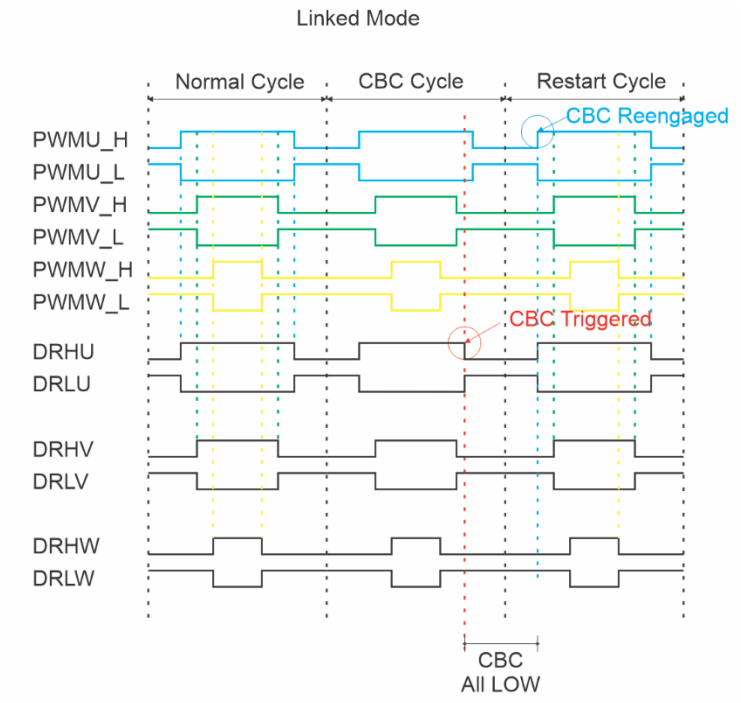 Linked Mode
Normal Cycle
CBC Cycle
Restart Cycle
CBC Reengaged
PWMU_H
PWMU_L
PWMV_H
PWMV_L
PWMW_H
PWMW_L
CBC Triggered
DRHU
DRLU
DRHV
DRLV
DRHW
DRLW
CBC
All LOW